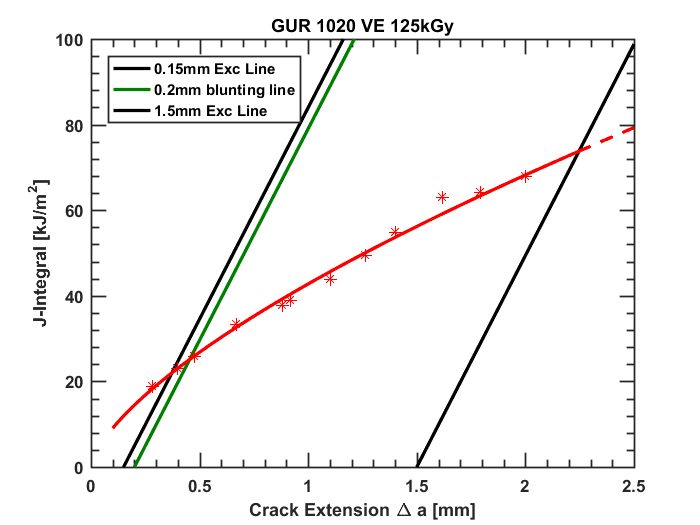 GUR 1020 VE 125kGy
0.15mm Exc Line
0.2mm blunting line
1.5mm Exc Line
J-Integral [kJ/m²]
100
80
60
40
20
0
0 0.5 1 1.5 2 2.5
Crack Extension Δ a [mm]